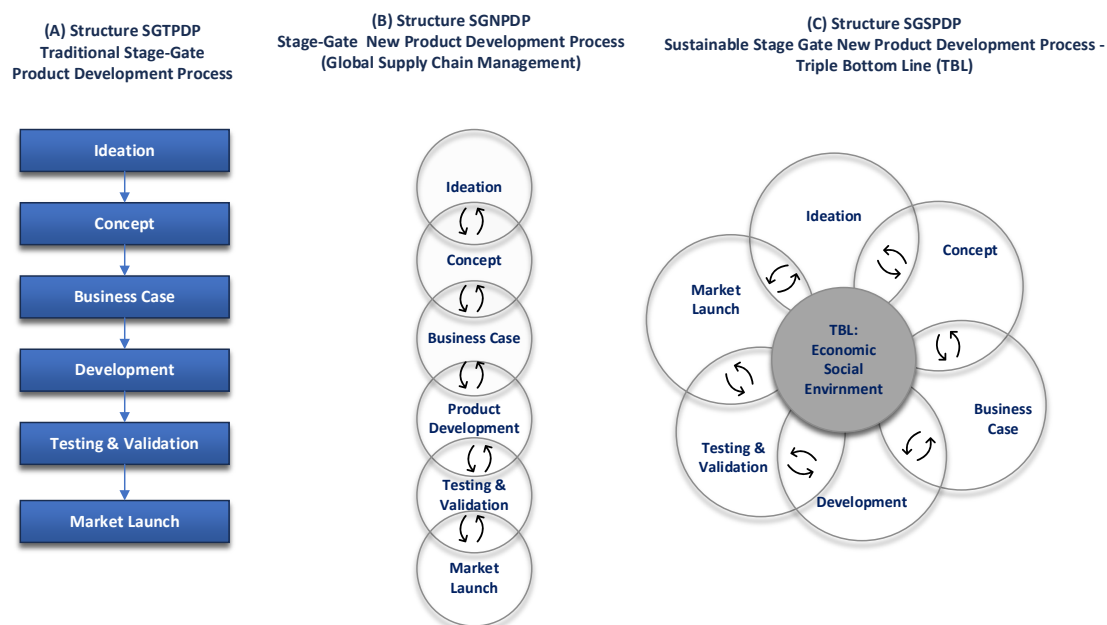 (A) Structure SGTPDP
Traditional Stage-Gate
Product Development Process
Ideation
Concept
Business Case
Development
Testing & Validation
Market Launch
(B) Structure SGNPDP
Stage-Gate New Product Development Process
(Global Supply Chain Management)
Ideation
Concept
Business Case
Product
Development
Testing &
Validation
Market
Launch
(C) Structure SGSPDP
Sustainable Stage Gate New Product Development Process -
Triple Bottom Line (TBL)
Ideation
Concept
Business
Case
Development
Testing &
Validation
Market
Launch
TBL:
Economic
Social
Envirnment